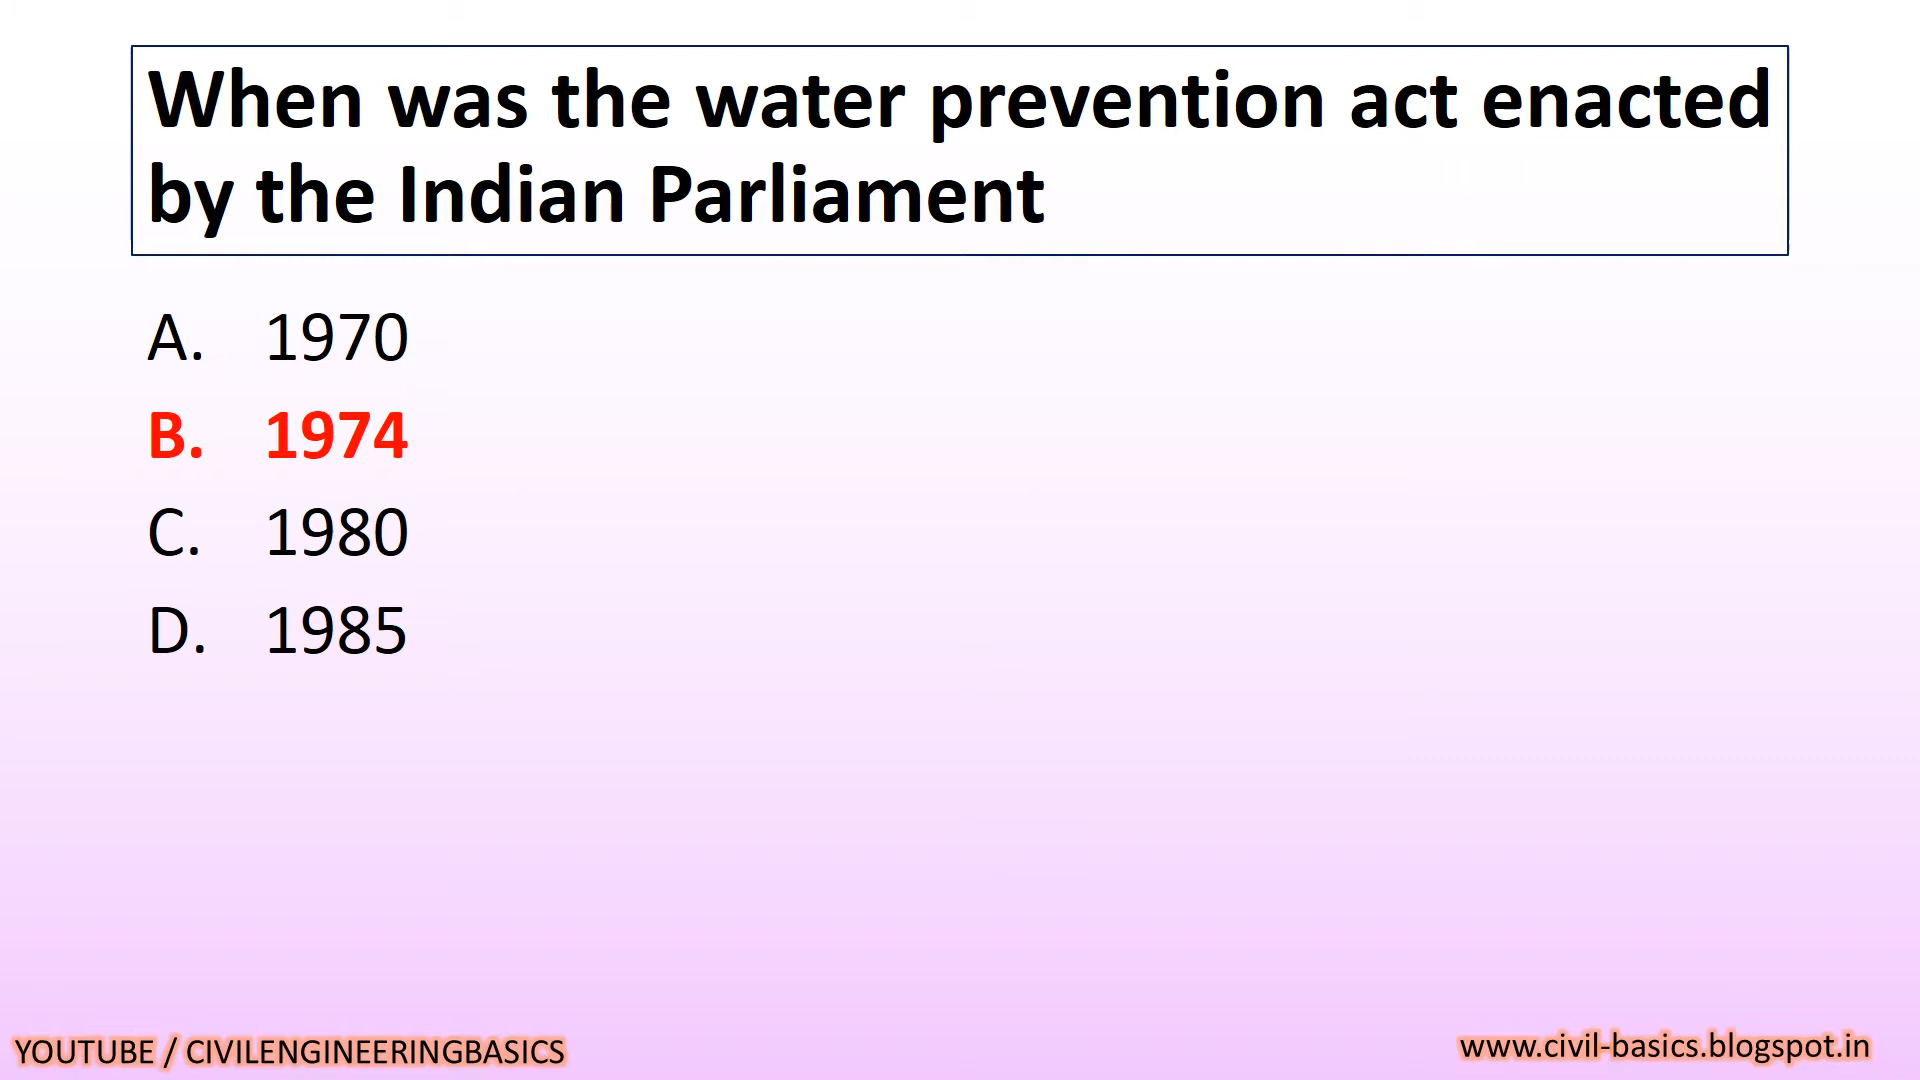 When was the water prevention act enacted
by the Indian Parliament
A. 1970
B. 1974
C. 1980
D. 1985
YOUTUBE / CIVILENGINEERINGBASICS
www.civil-basics.blogspot.in